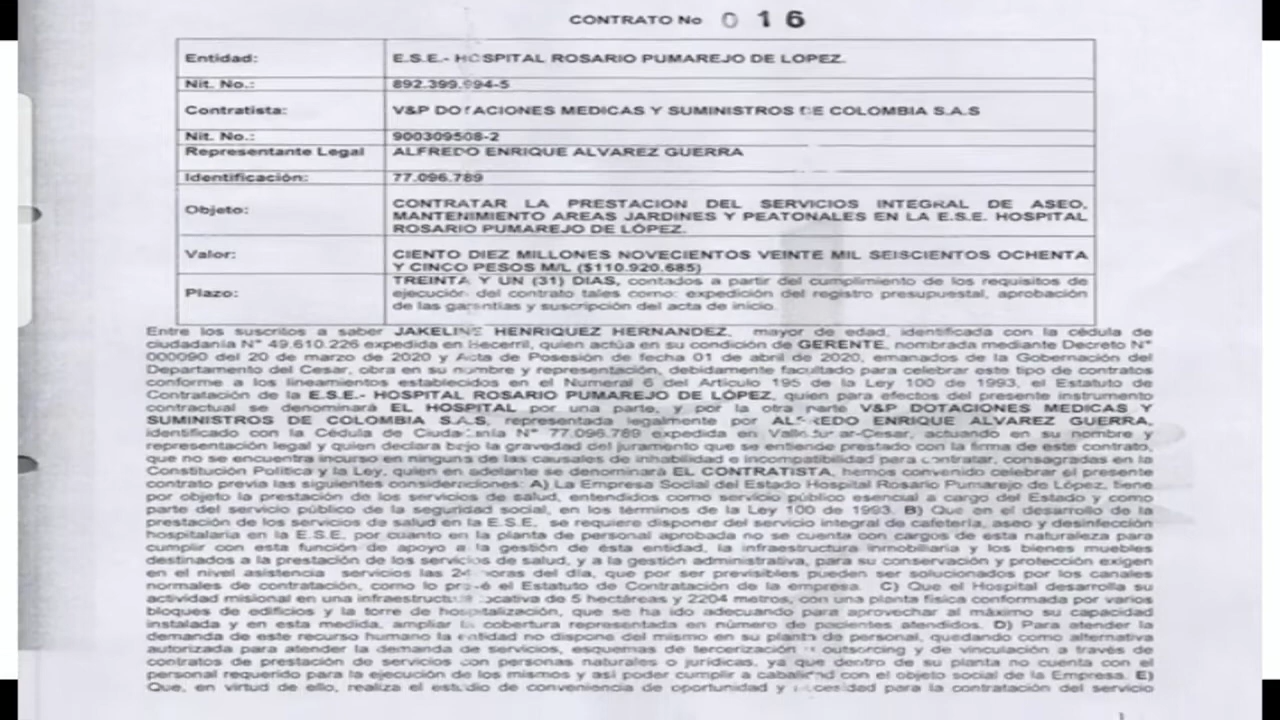 CONTRATO No 016
Entidad: E.S.E.- HOSPITAL ROSARIO PUMAREJO DE LOPEZ.
Nit. No.: 892.399.994-5
Contratista: V&P DOTACIONES MEDICAS Y SUMINISTROS DE COLOMBIA S.A.S
Nit. No.: 900309508-2
Representante Legal ALFREDO ENRIQUE ALVAREZ GUERRA
Identificación: 77.096.789
Objeto: CONTRATAR LA PRESTACION DEL SERVICIOS INTEGRAL DE ASEO,
MANTENIMIENTO AREAS JARDINES Y PEATONALES EN LA E.S.E. HOSPITAL
ROSARIO PUMAREJO DE LÓPEZ.
Valor: CIENTO DIEZ MILLONES NOVECIENTOS VEINTE MIL SEISCIENTOS OCHENTA
Y CINCO PESOS M/L ($110.920.685)
Plazo: TREINTA Y UN (31) DIAS, contados a partir del cumplimiento de los requisitos de
ejecución del contrato tales como: expedición del registro presupuestal, aprobación
de las garantias y suscripción del acta de inicio.
Entre los suscritos a saber JAKELINE HENRIQUEZ HERNANDEZ, mayor de edad, identificada con la cédula de
ciudadanía N° 49.610.226 expedida en Becerril, quien actúa en su condición de GERENTE, nombrada mediante Decreto N°
000090 del 20 de marzo de 2020 y Acta de Posesión de fecha 01 de abril de 2020, emanados de la Gobernación del
Departamento del Cesar, obra en su nombre y representación, debidamente facultado para celebrar este tipo de contratos
conforme a los lineamientos establecidos en el Numeral 6 del Artículo 195 de la Ley 100 de 1993, el Estatuto de
Contratación de la E.S.E.- HOSPITAL ROSARIO PUMAREJO DE LÓPEZ, quien para efectos del presente instrumento
contractual se denominará EL HOSPITAL por una parte, y por la otra parte V&P DOTACIONES MEDICAS Y
SUMINISTROS DE COLOMBIA S.A.S, representada legalmente por ALFREDO ENRIQUE ALVAREZ GUERRA,
identificado con la Cédula de Ciudadanía N° 77.096.789 expedida en Valledupar-Cesar, actuando en su nombre y
representación legal y quien declara bajo la gravedad del juramento que se entiende prestado con la firma de este contrato,
que no se encuentra incurso en ninguna de las causales de inhabilidad e incompatibilidad para contratar, consagradas en la
Constitución Política y la Ley, quien en adelante se denominará EL CONTRATISTA, hemos convenido celebrar el presente
contrato previa las siguientes consideraciones: A) La Empresa Social del Estado Hospital Rosario Pumarejo de López, tiene
por objeto la prestación de los servicios de salud, entendidos como servicio público esencial a cargo del Estado y como
parte del servicio público de la seguridad social, en los términos de la Ley 100 de 1993. B) Que en el desarrollo de la
prestación de los servicios de salud en la E.S.E. se requiere disponer del servicio integral de cafetería, aseo y desinfección
hospitalaria en la E.S.E. por cuanto en la planta de personal aprobada no se cuenta con cargos de esta naturaleza para
cumplir con esta función de apoyo a la gestión de ésta entidad, la infraestructura inmobiliaria y los bienes muebles
destinados a la prestación de los servicios de salud, y a la gestión administrativa, para su conservación y protección exigen
en el nivel asistencia servicios las 24 horas del día, que por ser previsibles pueden ser solucionados por los canales
normales de contratación, como lo prevé el Estatuto de Contratación de la empresa. C) Que el Hospital desarrolla su
actividad misional en una infraestructura locativa de 5 hectáreas y 2204 metros, con una planta física conformada por varios
bloques de edificios y la torre de hospitalización, que se ha ido adecuando para aprovechar al máximo su capacidad
instalada y en esta medida, ampliar la cobertura representada en número de pacientes atendidos. D) Para atender la
demanda de este recurso humano la entidad no dispone del mismo en su planta de personal, quedando como alternativa
autorizada para atender la demanda de servicios, esquemas de tercerización outsorcing y de vinculación a través de
contratos de prestación de servicios con personas naturales o jurídicas, ya que dentro de su planta no cuenta con el
personal requerido para la ejecución de los mismos y así poder cumplir a cabalidad con el objeto social de la Empresa. E)
Que, en virtud de ello, realiza el estudio de conveniencia de oportunidad y necesidad para la contratación del servicio